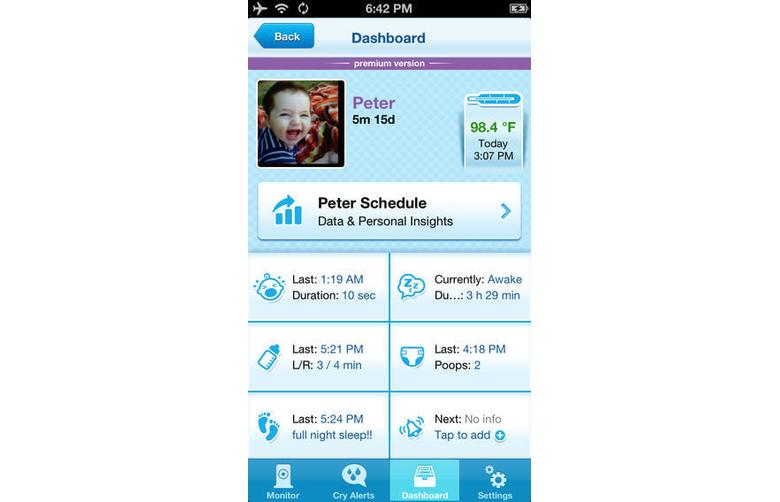 6:42 PM
Back
Dashboard
premium version
Peter
5m 15d
98.4 °F
Today
3:07 PM
Peter Schedule
Data & Personal Insights
Last: 1:19 AM
Duration: 10 sec
Currently: Awake
Du...: 3 h 29 min
Last: 5:21 PM
L/R: 3 / 4 min
Last: 4:18 PM
Poops: 2
Last: 5:24 PM
full night sleep!!
Next: No info
Tap to add
Monitor
Cry Alerts
Dashboard
Settings